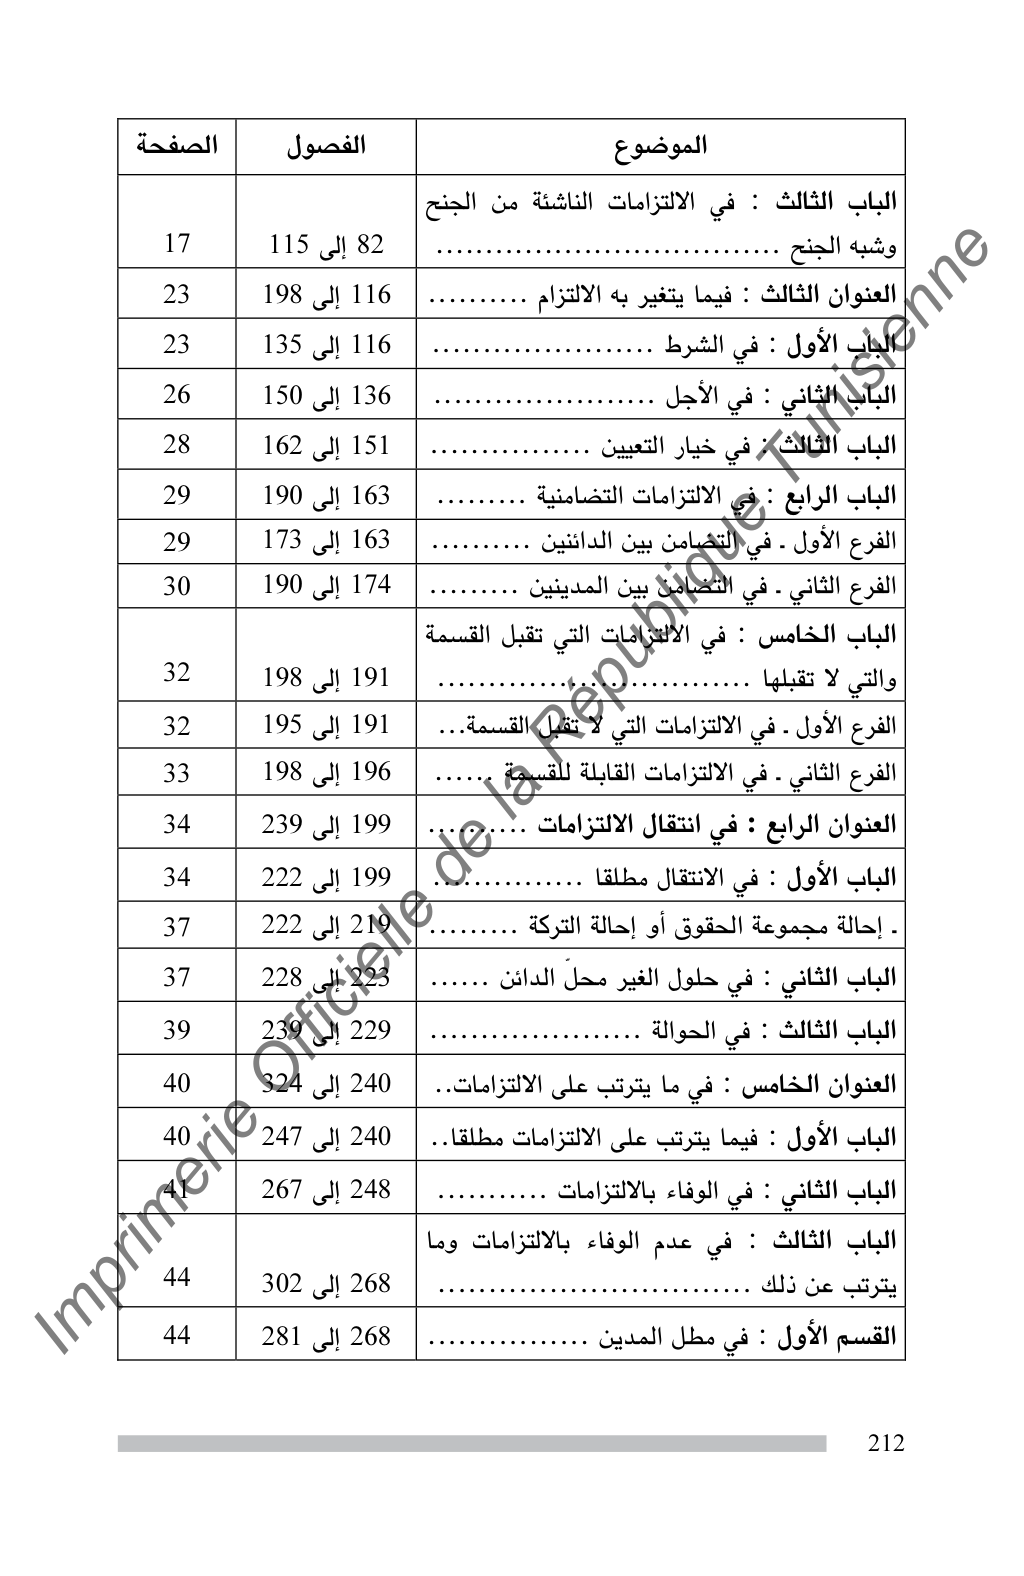 الموضوع الفصول الصفحة
الباب الثالث : في الالتزامات الناشئة من الجنح
وشبه الجنح .................................. 82 إلى 115 17
العنوان الثالث : فيما يتغير به الالتزام .......... 116 إلى 198 23
الباب الأول : في الشرط ...................... 116 إلى 135 23
الباب الثاني : في الأجل ...................... 136 إلى 150 26
الباب الثالث : في خيار التعيين ................ 151 إلى 162 28
الباب الرابع : في الالتزامات التضامنية ......... 163 إلى 190 29
الفرع الأول ـ في التضامن بين الدائنين .......... 163 إلى 173 29
الفرع الثاني ـ في التضامن بين المدينين ......... 174 إلى 190 30
الباب الخامس : في الالتزامات التي تقبل القسمة
والتي لا تقبلها ............................... 191 إلى 198 32
الفرع الأول ـ في الالتزامات التي لا تقبل القسمة... 191 إلى 195 32
الفرع الثاني ـ في الالتزامات القابلة للقسمة ...... 196 إلى 198 33
العنوان الرابع : في انتقال الالتزامات .......... 199 إلى 239 34
الباب الأول : في الانتقال مطلقا ............... 199 إلى 222 34
ـ إحالة مجموعة الحقوق أو إحالة التركة ......... 219 إلى 222 37
الباب الثاني : في حلول الغير محلّ الدائن ...... 223 إلى 228 37
الباب الثالث : في الحوالة ..................... 229 إلى 239 39
العنوان الخامس : في ما يترتب على الالتزامات.. 240 إلى 324 40
الباب الأول : فيما يترتب على الالتزامات مطلقا.. 240 إلى 247 40
الباب الثاني : في الوفاء بالالتزامات ........... 248 إلى 267 41
الباب الثالث : في عدم الوفاء بالالتزامات وما
يترتب عن ذلك ............................... 268 إلى 302 44
القسم الأول : في مطل المدين ................ 268 إلى 281 44
212
Imprimerie Officielle de la République Tunisienne